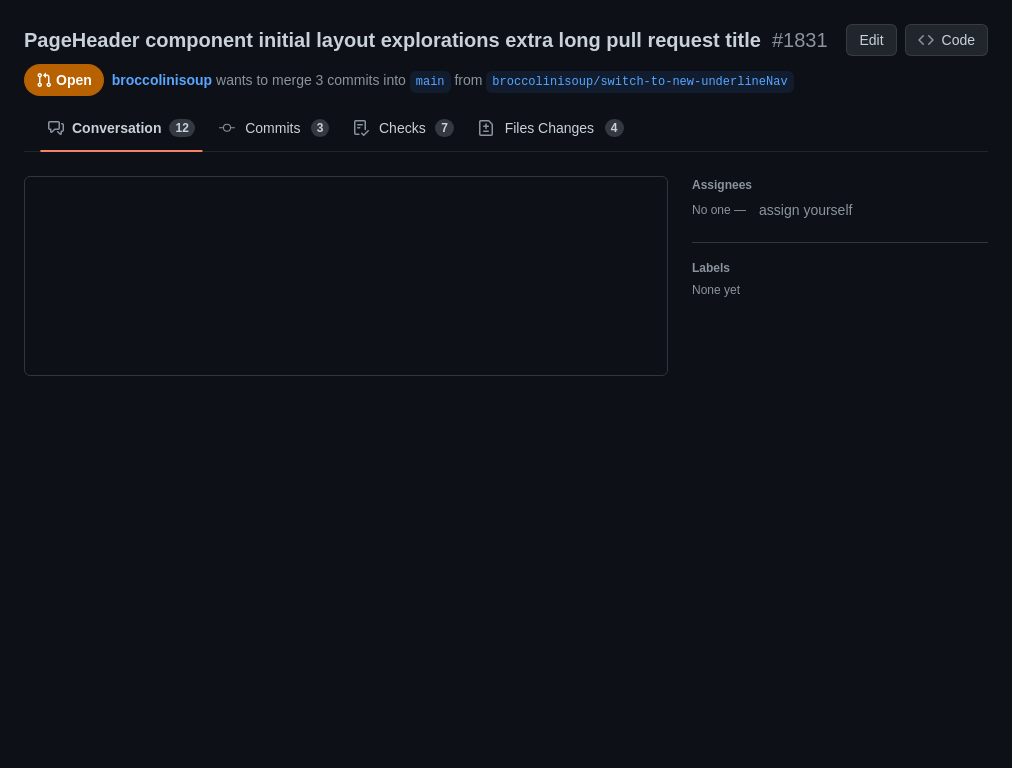 PageHeader component initial layout explorations extra long pull request title #1831 Edit Code
Open broccolinisoup wants to merge 3 commits into main from broccolinisoup/switch-to-new-underlineNav
Conversation 12 Commits 3 Checks 7 Files Changes 4
Assignees
No one — assign yourself
Labels
None yet